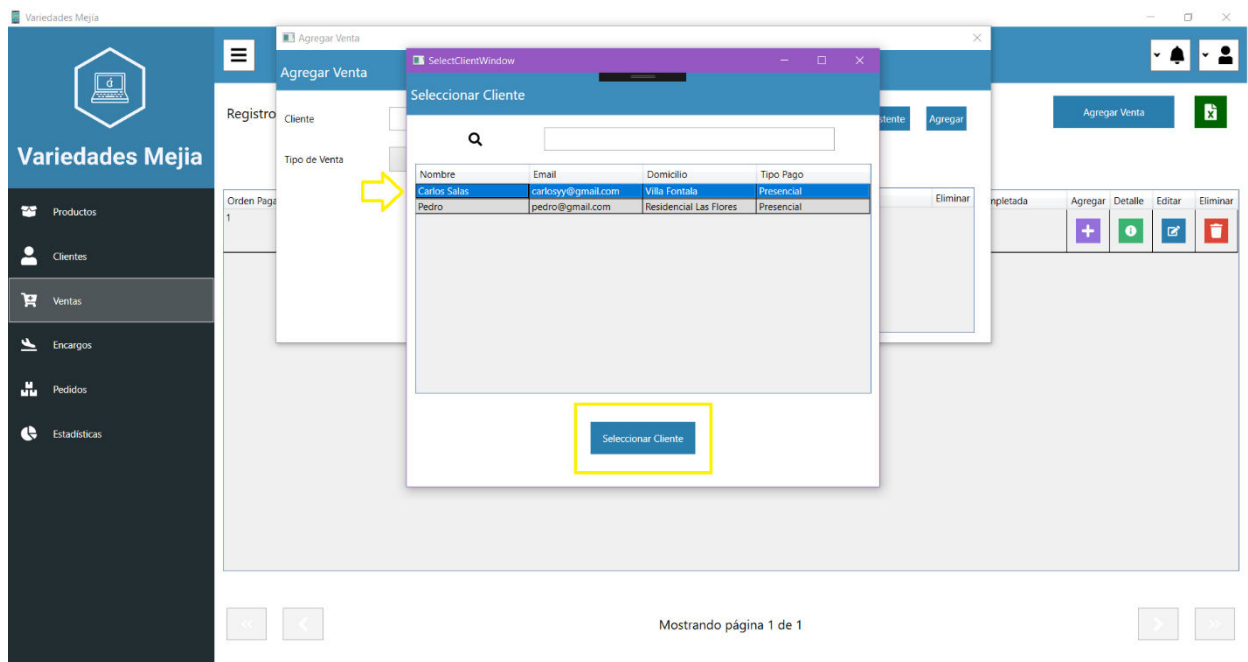 Variedades Mejía
Variedades Mejia
Productos
Clientes
Ventas
Encargos
Pedidos
Estadísticas
Registro
Agregar Venta
Orden Paga
mpletada Agregar Detalle Editar Eliminar
1
Agregar Venta
Agregar Venta
Cliente
stente Agregar
Tipo de Venta
Eliminar
SelectClientWindow
Seleccionar Cliente
Nombre Email Domicilio Tipo Pago
Carlos Salas carlosyy@gmail.com Villa Fontala Presencial
Pedro pedro@gmail.com Residencial Las Flores Presencial
Seleccionar Cliente
Mostrando página 1 de 1